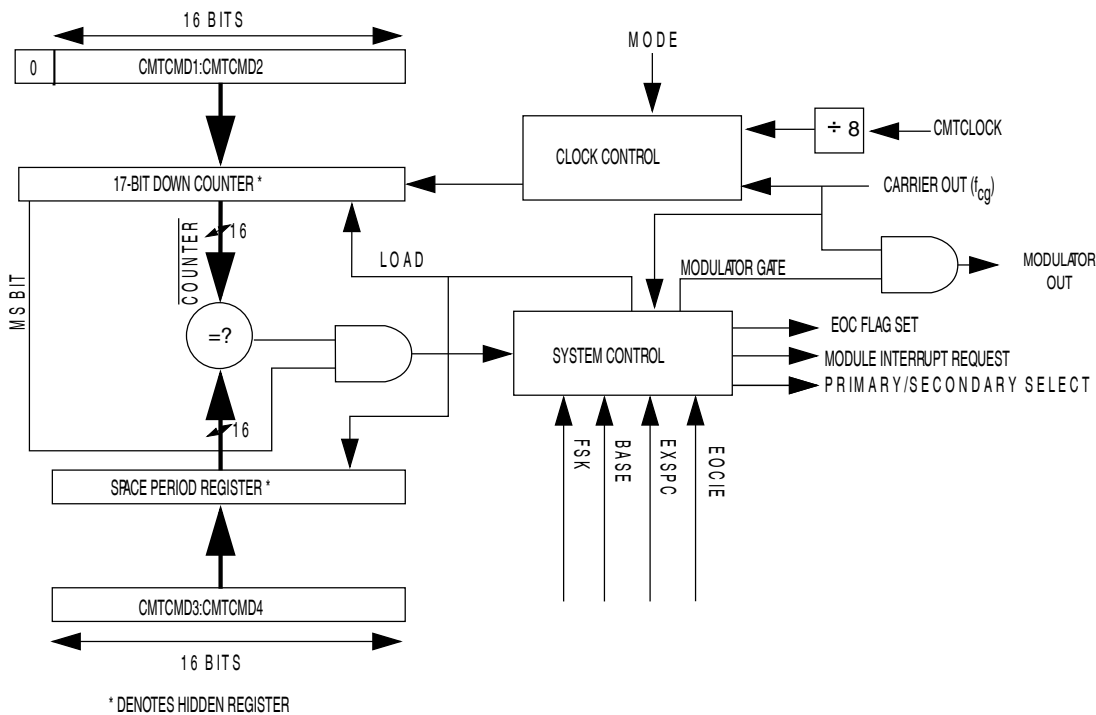 16 BITS
MODE
0
CMTCMD1:CMTCMD2
÷ 8
CMTCLOCK
CLOCK CONTROL
17-BIT DOWN COUNTER *
CARRIER OUT (fcg)
16
COUNTER
MS BIT
LOAD
MODULATOR GATE
MODULATOR
OUT
=?
SYSTEM CONTROL
EOC FLAG SET
MODULE INTERRUPT REQUEST
PRIMARY/SECONDARY SELECT
16
FSK
BASE
EXSPC
EOCIE
SPACE PERIOD REGISTER *
CMTCMD3:CMTCMD4
16 BITS
* DENOTES HIDDEN REGISTER